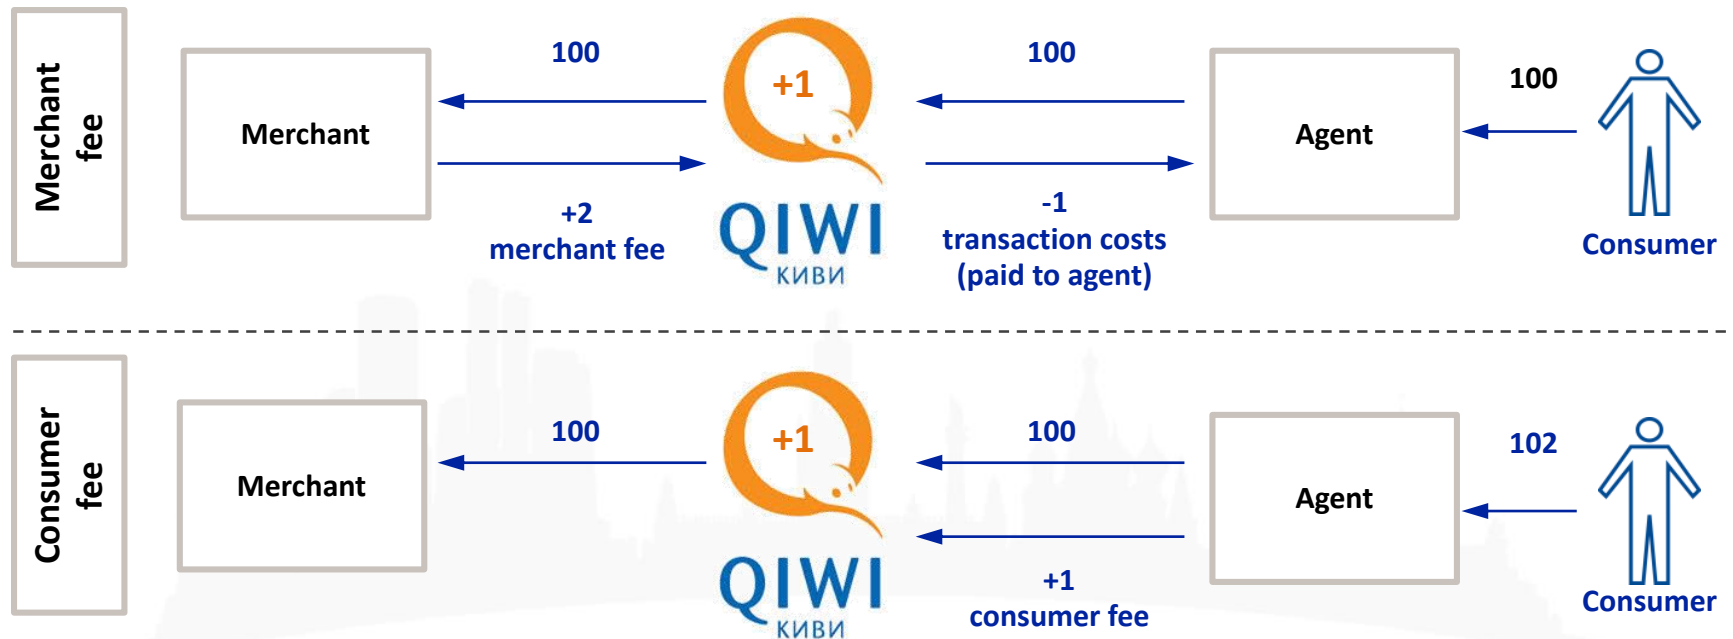 Merchant
fee
Merchant
100
+2
merchant fee
+1
QIWI
КИВИ
100
-1
transaction costs
(paid to agent)
Agent
100
Consumer
Consumer
fee
Merchant
100
+1
QIWI
КИВИ
100
+1
consumer fee
Agent
102
Consumer